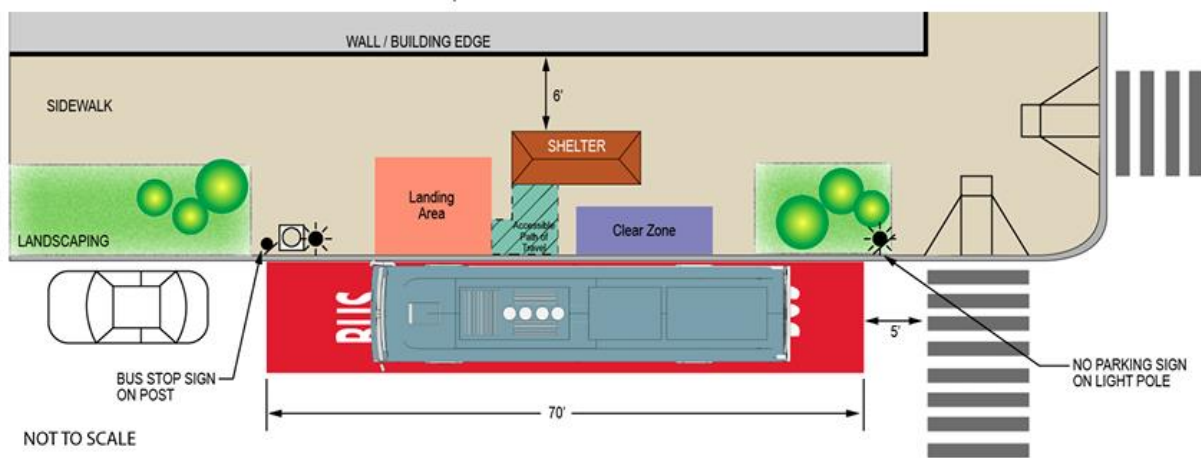 WALL / BUILDING EDGE
6'
SIDEWALK
SHELTER
Landing
Area
Accessible
Path of
Travel
Clear Zone
LANDSCAPING
BUS
5'
BUS STOP SIGN
ON POST
NO PARKING SIGN
ON LIGHT POLE
70'
NOT TO SCALE